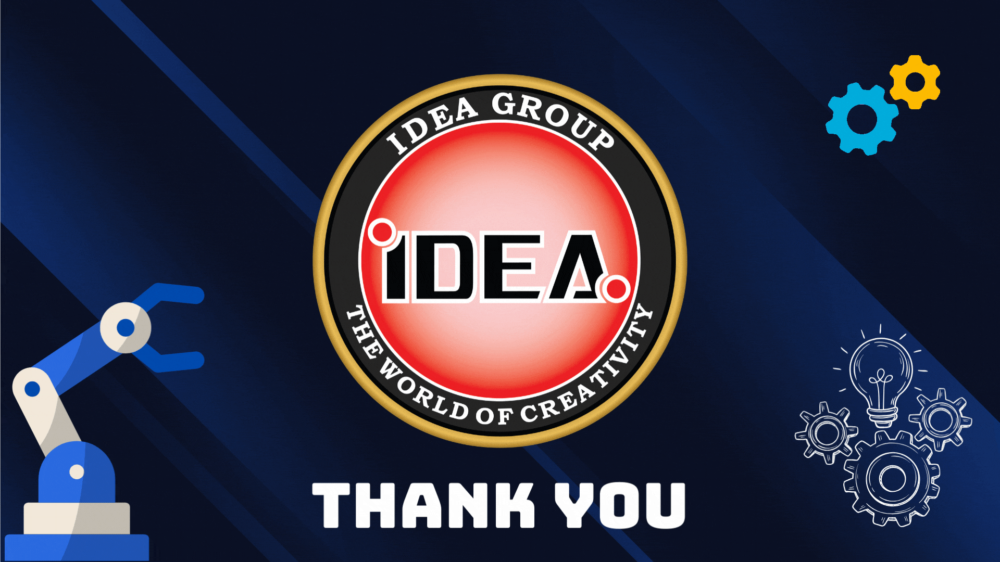 IDEA GROUP
IDEA
THE WORLD OF CREATIVITY
THANK YOU